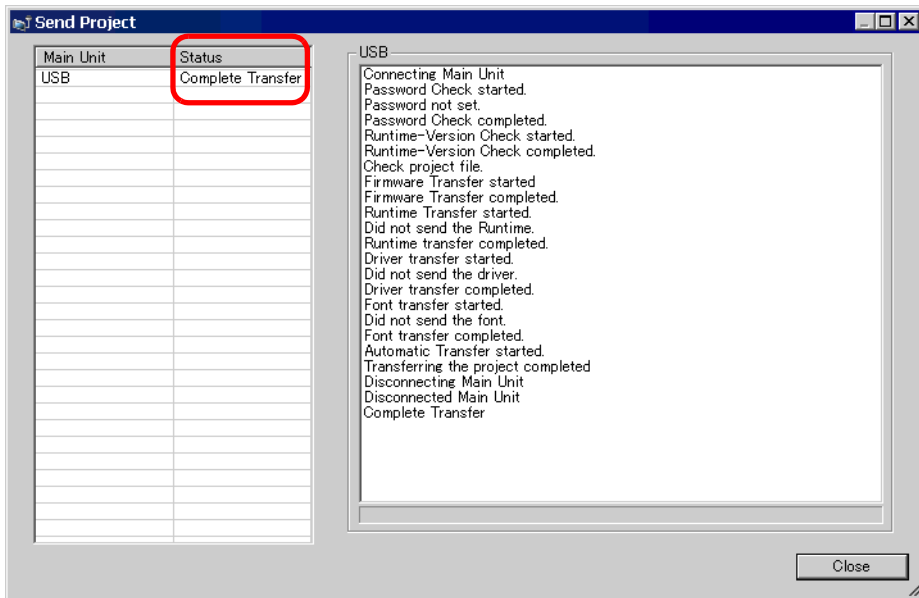 Send Project
Main Unit Status
USB Complete Transfer
USB
Connecting Main Unit
Password Check started.
Password not set.
Password Check completed.
Runtime-Version Check started.
Runtime-Version Check completed.
Check project file.
Firmware Transfer started
Firmware Transfer completed.
Runtime Transfer started.
Did not send the Runtime.
Runtime transfer completed.
Driver transfer started.
Did not send the driver.
Driver transfer completed.
Font transfer started.
Did not send the font.
Font transfer completed.
Automatic Transfer started.
Transferring the project completed
Disconnecting Main Unit
Disconnected Main Unit
Complete Transfer
Close